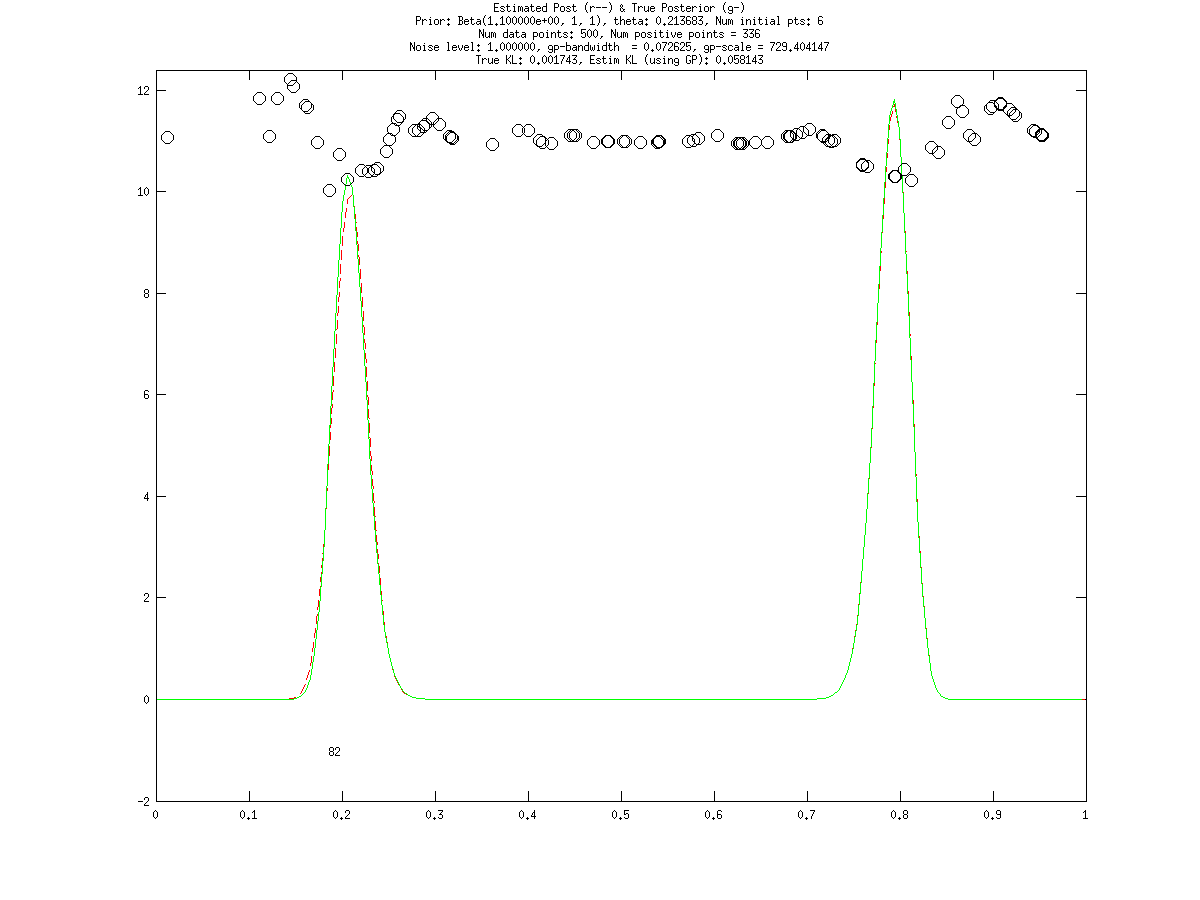 Estimated Post (r--) & True Posterior (g-)
Prior: Beta(1.100000e+00, 1, 1), theta: 0.213683, Num initial pts: 6
Num data points: 500, Num positive points = 336
Noise level: 1.000000, gp-bandwidth  = 0.072625, gp-scale = 729.404147
True KL: 0.001743, Estim KL (using GP): 0.058143
12
10
8
6
4
2
0
82
-2
0 0.1 0.2 0.3 0.4 0.5 0.6 0.7 0.8 0.9 1